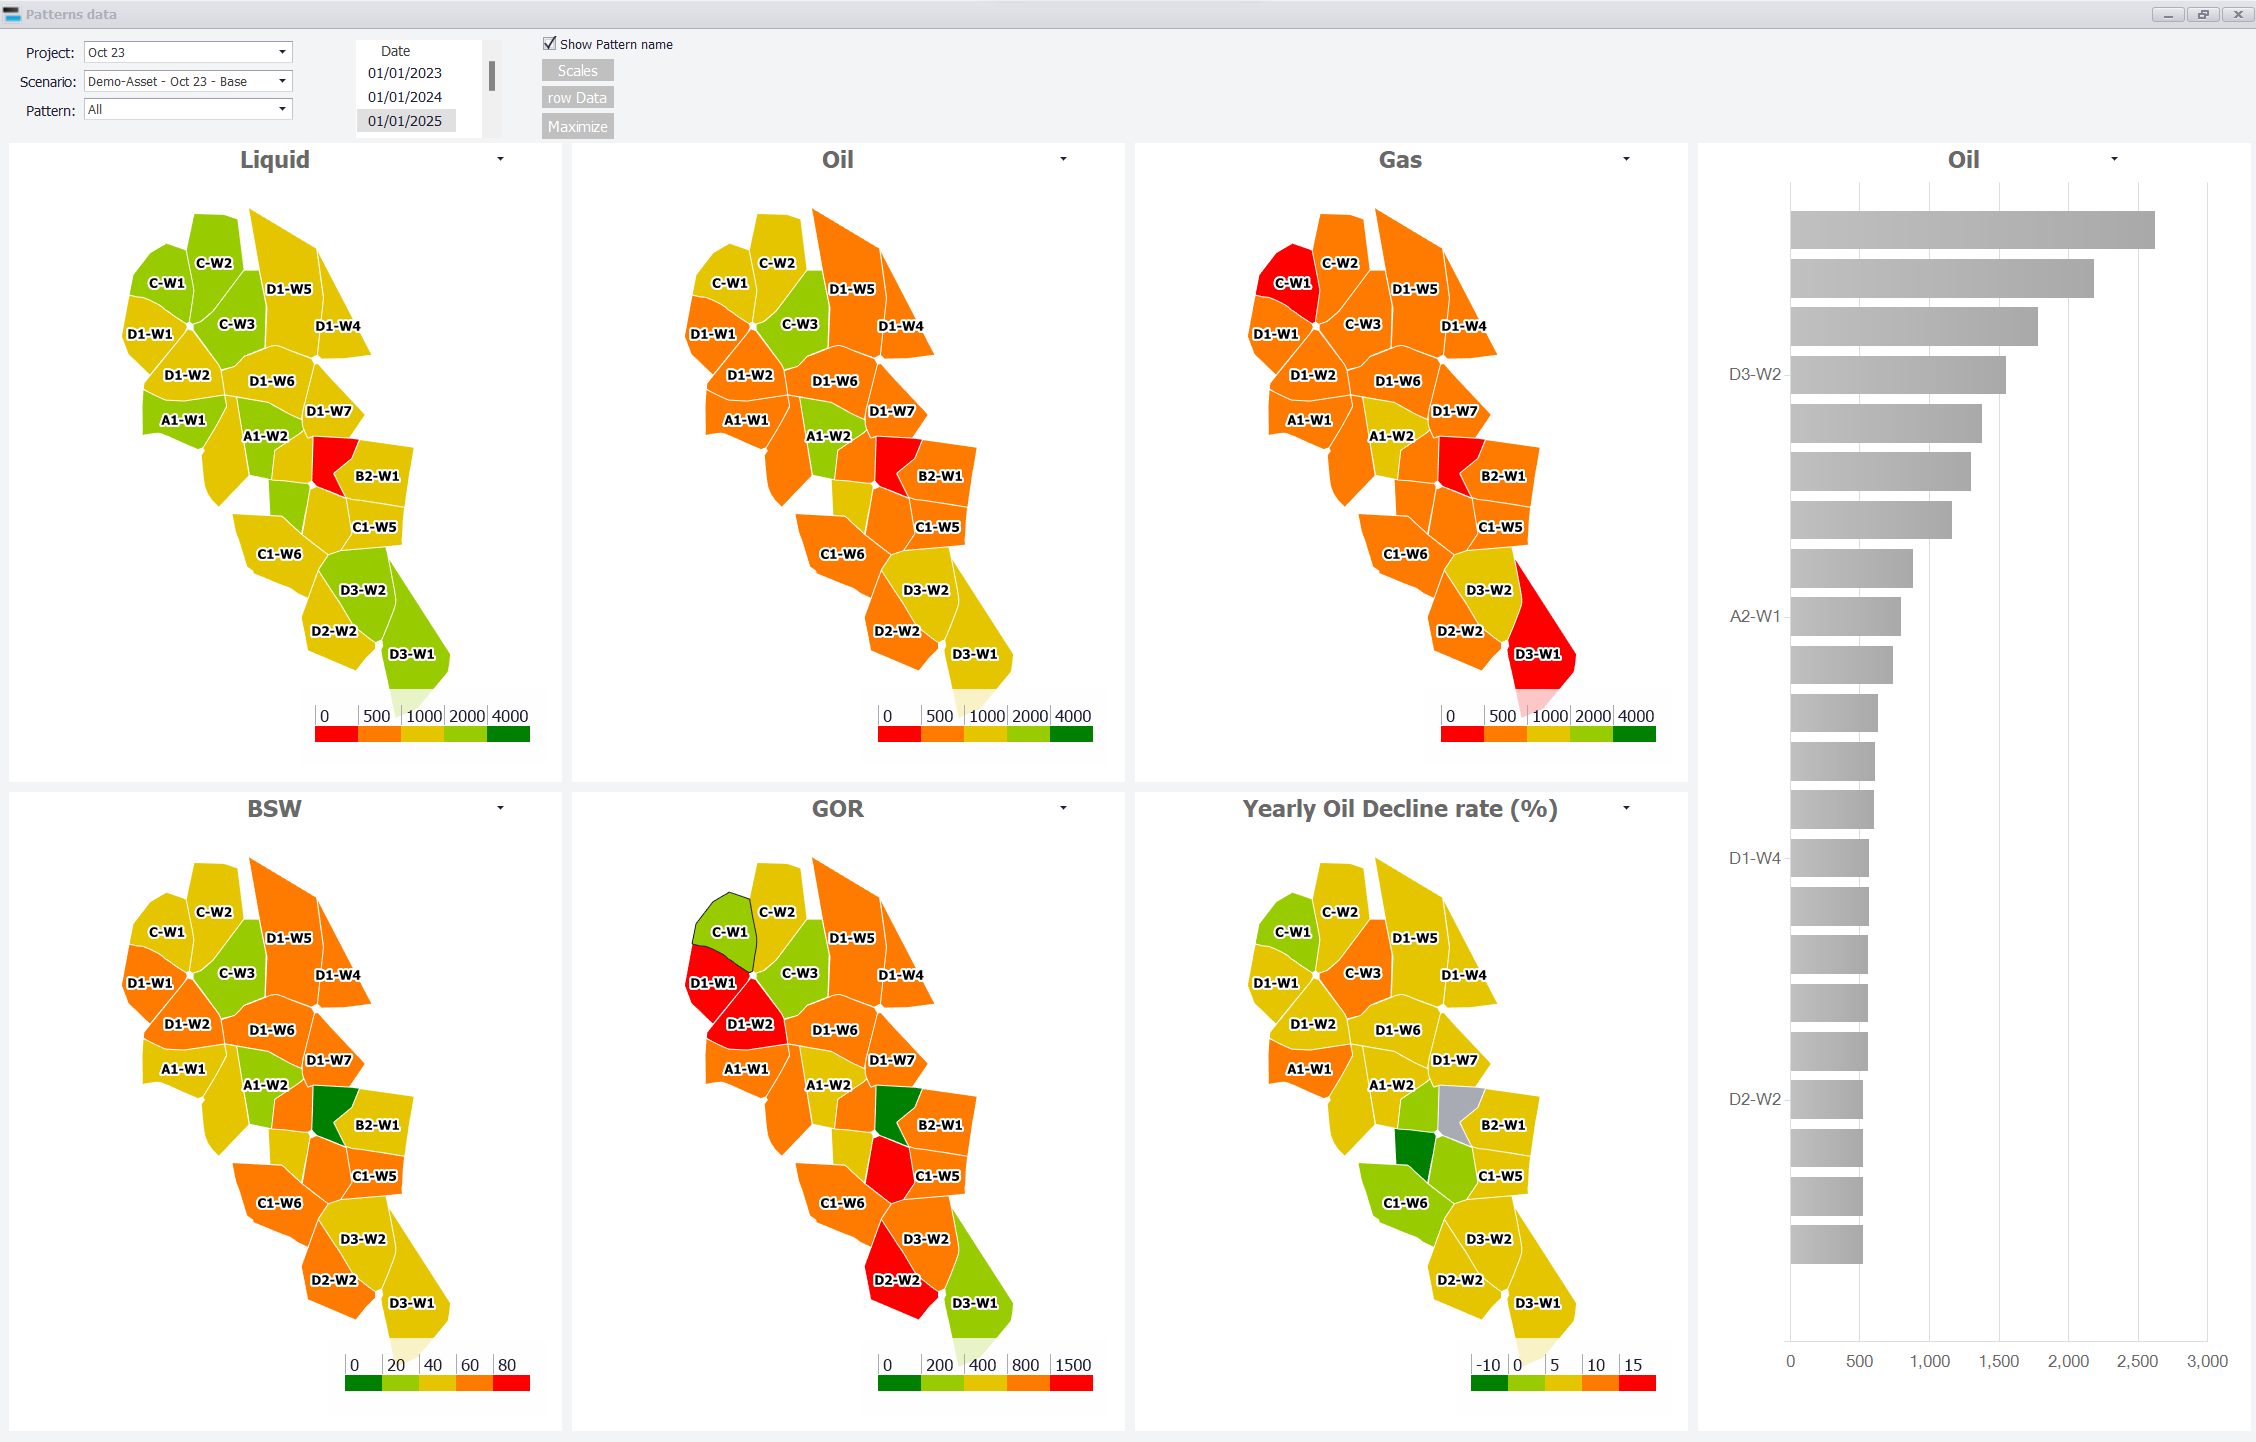 Patterns data
Project: Oct 23
Scenario: Demo-Asset - Oct 23 - Base
Pattern: All
Date
01/01/2023
01/01/2024
01/01/2025
Show Pattern name
Scales
row Data
Maximize
Liquid
C-W2
C-W1
D1-W5
C-W3
D1-W4
D1-W1
D1-W2
D1-W6
D1-W7
A1-W1
A1-W2
B2-W1
C1-W5
C1-W6
D3-W2
D2-W2
D3-W1
0 500 1000 2000 4000
Oil
C-W2
C-W1
D1-W5
C-W3
D1-W4
D1-W1
D1-W2
D1-W6
D1-W7
A1-W1
A1-W2
B2-W1
C1-W5
C1-W6
D3-W2
D2-W2
D3-W1
0 500 1000 2000 4000
Gas
C-W2
C-W1
D1-W5
C-W3
D1-W4
D1-W1
D1-W2
D1-W6
D1-W7
A1-W1
A1-W2
B2-W1
C1-W5
C1-W6
D3-W2
D2-W2
D3-W1
0 500 1000 2000 4000
Oil
D3-W2
A2-W1
D1-W4
D2-W2
0 500 1,000 1,500 2,000 2,500 3,000
BSW
C-W2
C-W1
D1-W5
C-W3
D1-W4
D1-W1
D1-W2
D1-W6
D1-W7
A1-W1
A1-W2
B2-W1
C1-W5
C1-W6
D3-W2
D2-W2
D3-W1
0 20 40 60 80
GOR
C-W2
C-W1
D1-W5
C-W3
D1-W4
D1-W1
D1-W2
D1-W6
D1-W7
A1-W1
A1-W2
B2-W1
C1-W5
C1-W6
D3-W2
D2-W2
D3-W1
0 200 400 800 1500
Yearly Oil Decline rate (%)
C-W2
C-W1
D1-W5
C-W3
D1-W4
D1-W1
D1-W2
D1-W6
D1-W7
A1-W1
A1-W2
B2-W1
C1-W5
C1-W6
D3-W2
D2-W2
D3-W1
-10 0 5 10 15